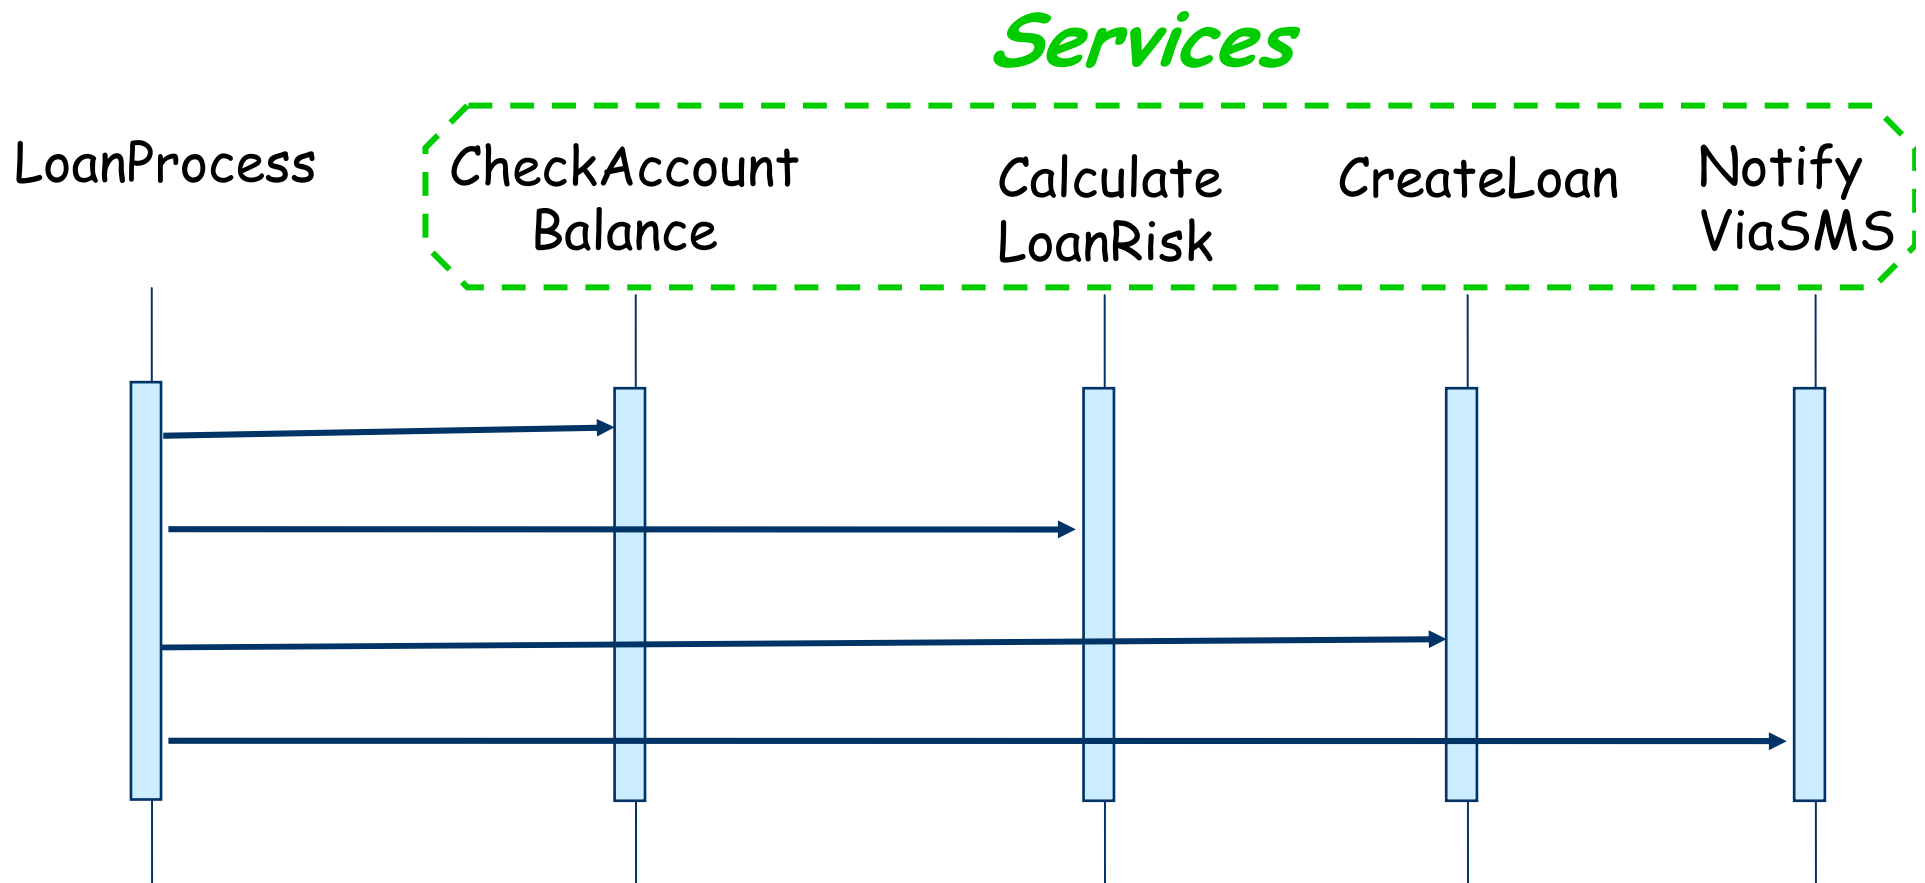 Services
LoanProcess
CheckAccount
Balance
Calculate
LoanRisk
CreateLoan
Notify
ViaSMS